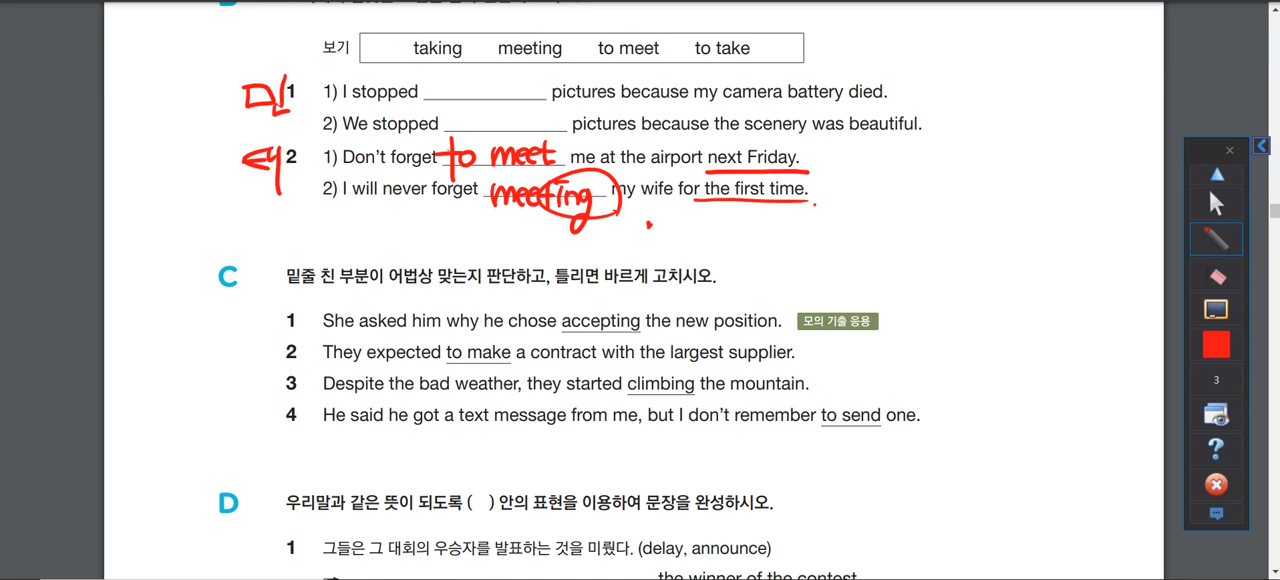 보기 taking meeting to meet to take
1 1) I stopped ____________ pictures because my camera battery died.
2) We stopped ____________ pictures because the scenery was beautiful.
2 1) Don't forget to meet me at the airport next Friday.
2) I will never forget meeting my wife for the first time.
C 밑줄 친 부분이 어법상 맞는지 판단하고, 틀리면 바르게 고치시오.
1 She asked him why he chose accepting the new position. 모의 기출 응용
2 They expected to make a contract with the largest supplier.
3 Despite the bad weather, they started climbing the mountain.
4 He said he got a text message from me, but I don't remember to send one.
3
D 우리말과 같은 뜻이 되도록 ( ) 안의 표현을 이용하여 문장을 완성하시오.
1 그들은 그 대회의 우승자를 발표하는 것을 미뤘다. (delay, announce)
the winner of the contest